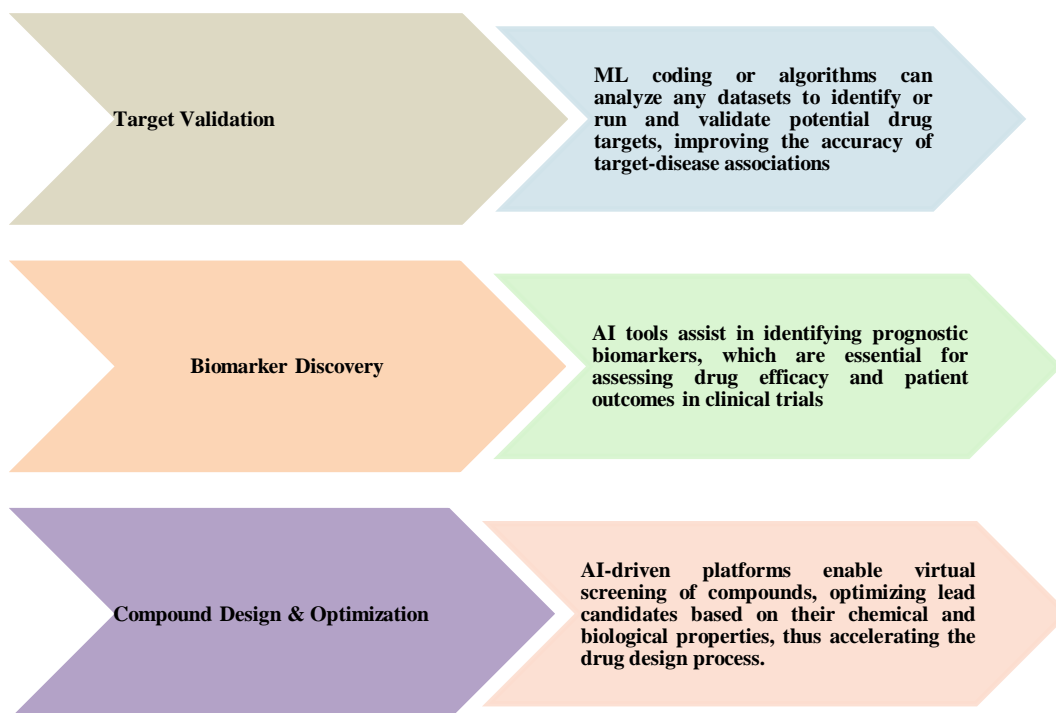 Target Validation
ML coding or algorithms can
analyze any datasets to identify or
run and validate potential drug
targets, improving the accuracy of
target-disease associations
Biomarker Discovery
AI tools assist in identifying prognostic
biomarkers, which are essential for
assessing drug efficacy and patient
outcomes in clinical trials
Compound Design & Optimization
AI-driven platforms enable virtual
screening of compounds, optimizing lead
candidates based on their chemical and
biological properties, thus accelerating the
drug design process.